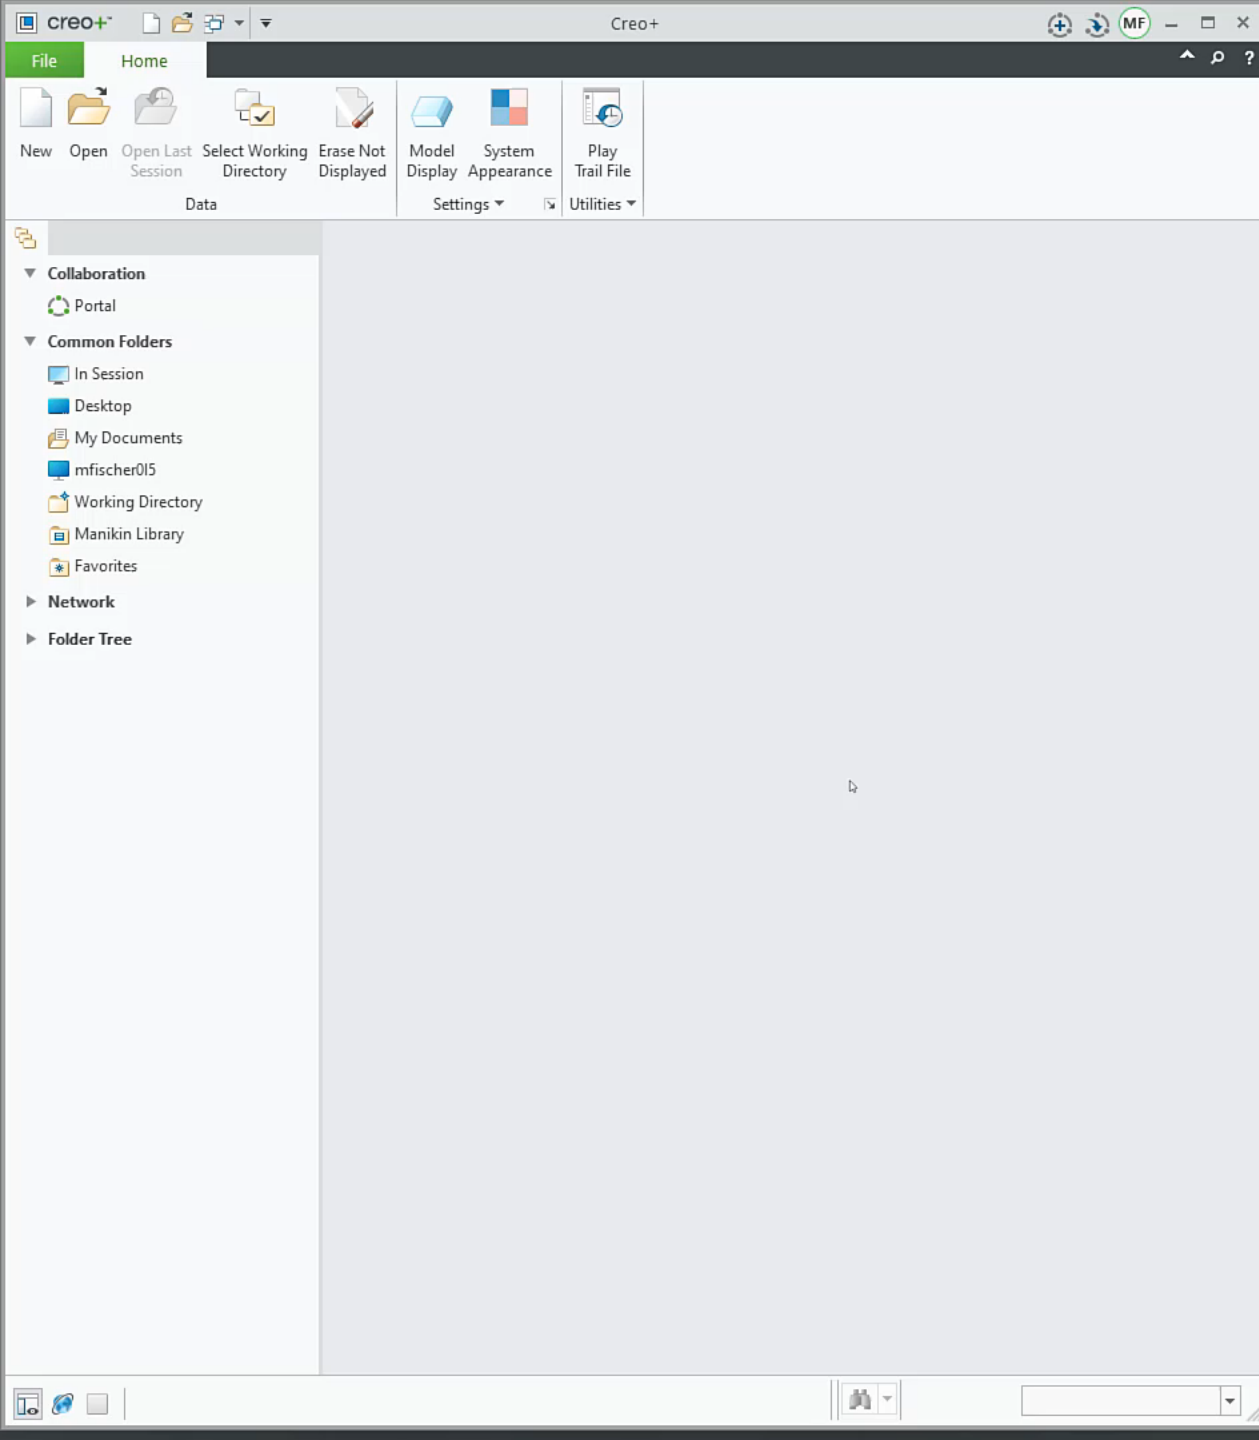 creo+™
Creo+
MF
File
Home
?
New
Open
Open Last
Session
Select Working
Directory
Erase Not
Displayed
Model
Display
System
Appearance
Play
Trail File
Data
Settings
Utilities
Collaboration
Portal
Common Folders
In Session
Desktop
My Documents
mfischer0l5
Working Directory
Manikin Library
Favorites
Network
Folder Tree